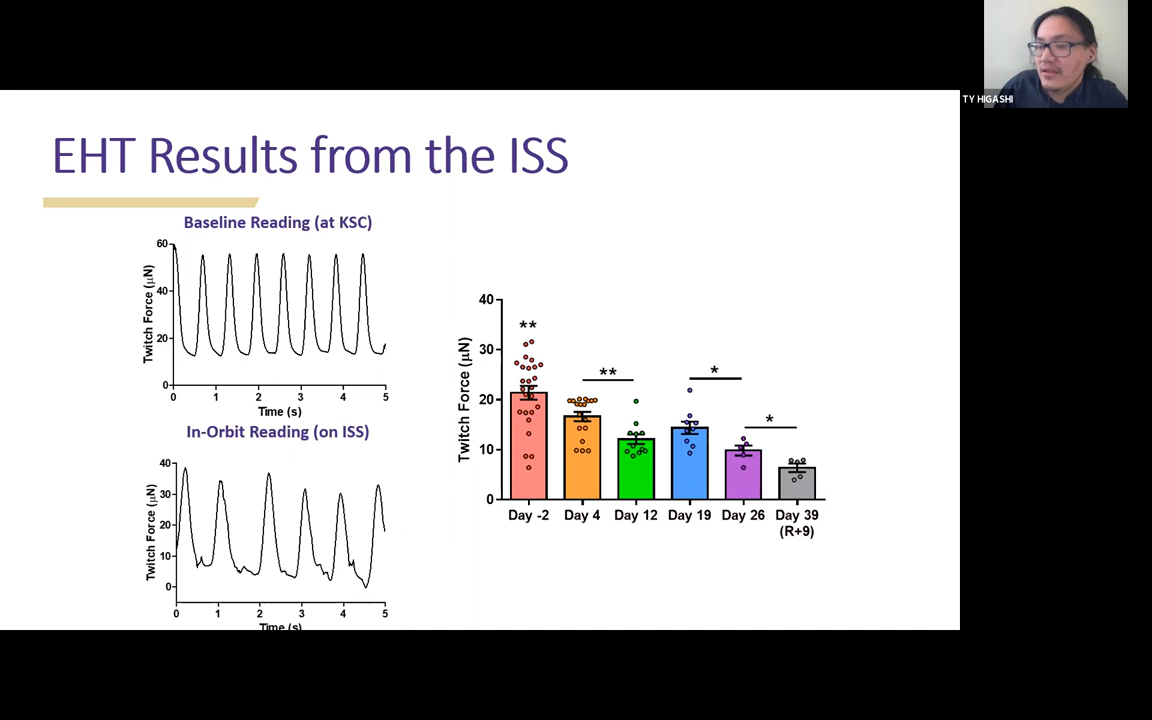 TY HIGASHI
EHT Results from the ISS
Baseline Reading (at KSC)
Twitch Force (μN)
60
40
20
0
0 1 2 3 4 5
Time (s)
In-Orbit Reading (on ISS)
Twitch Force (μN)
40
30
20
10
0
0 1 2 3 4 5
Time (s)
Twitch Force (μN)
40
30
20
10
0
**
**
*
*
Day -2 Day 4 Day 12 Day 19 Day 26 Day 39
(R+9)